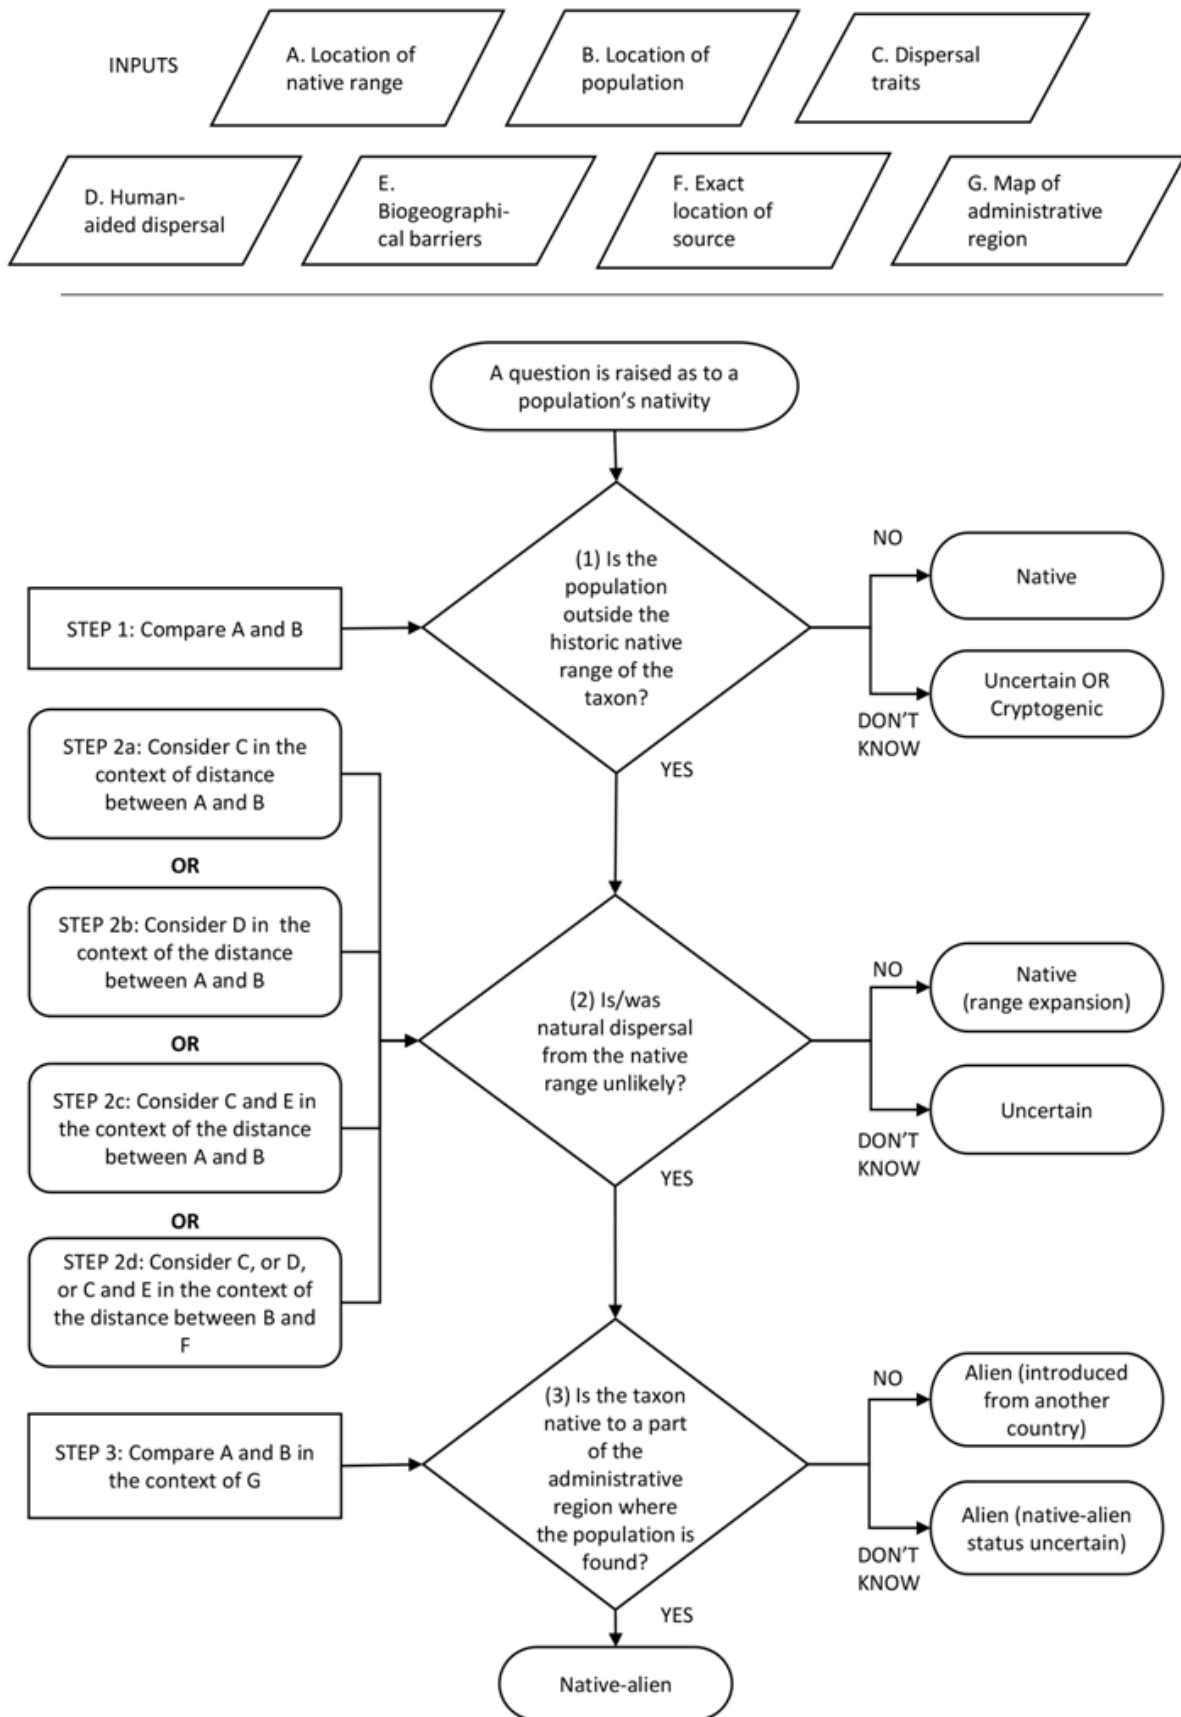 INPUTS
A. Location of
native range
B. Location of
population
C. Dispersal
traits
D. Human-
aided dispersal
E.
Biogeographi-
cal barriers
F. Exact
location of
source
G. Map of
administrative
region
A question is raised as to a
population's nativity
STEP 1: Compare A and B
(1) Is the
population
outside the
historic native
range of the
taxon?
NO
Native
DON'T
KNOW
Uncertain OR
Cryptogenic
YES
STEP 2a: Consider C in the
context of distance
between A and B
OR
STEP 2b: Consider D in the
context of the distance
between A and B
OR
STEP 2c: Consider C and E in
the context of the distance
between A and B
OR
STEP 2d: Consider C, or D,
or C and E in the context of
the distance between B and
F
(2) Is/was
natural dispersal
from the native
range unlikely?
NO
Native
(range expansion)
DON'T
KNOW
Uncertain
YES
STEP 3: Compare A and B in
the context of G
(3) Is the taxon
native to a part
of the
administrative
region where
the population is
found?
NO
Alien (introduced
from another
country)
DON'T
KNOW
Alien (native-alien
status uncertain)
YES
Native-alien